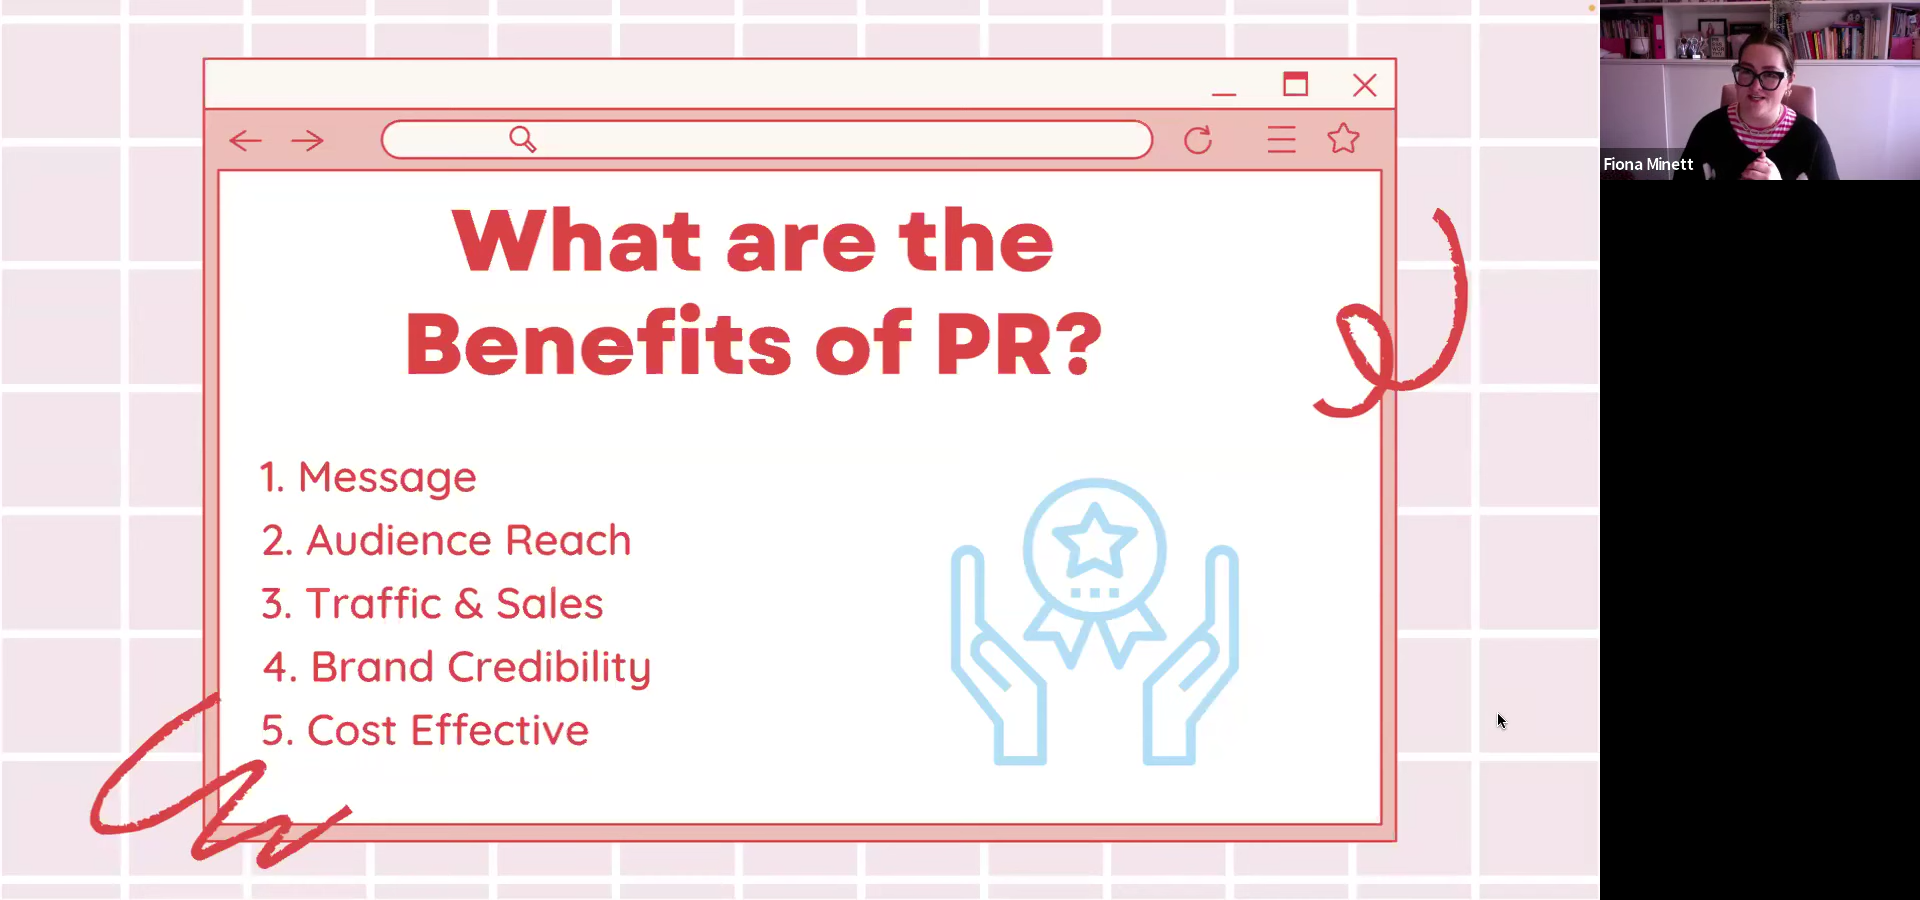 What are the
Benefits of PR?
1. Message
2. Audience Reach
3. Traffic & Sales
4. Brand Credibility
5. Cost Effective
Fiona Minett